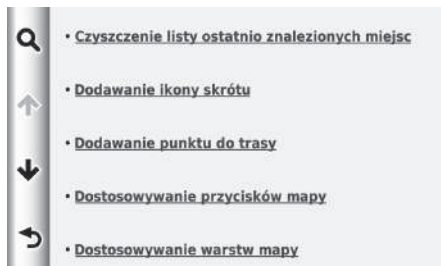 • Czyszczenie listy ostatnio znalezionych miejsc
• Dodawanie ikony skrótu
• Dodawanie punktu do trasy
• Dostosowywanie przycisków mapy
• Dostosowywanie warstw mapy